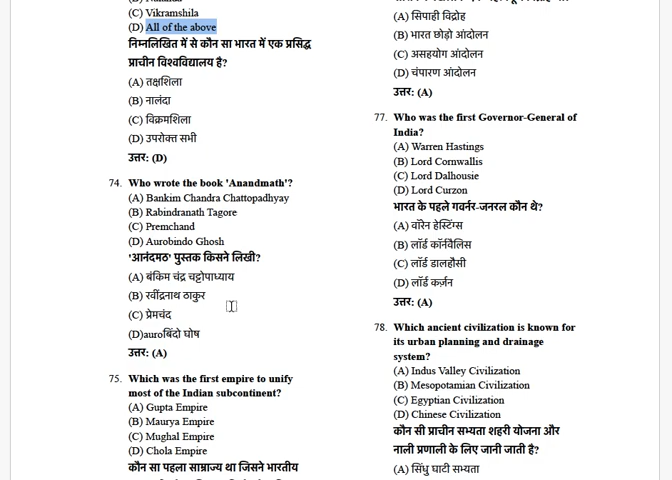 (C) Vikramshila
(D) All of the above
निम्नलिखित में से कौन सा भारत में एक प्रसिद्ध
प्राचीन विश्वविद्यालय है?
(A) तक्षशिला
(B) नालंदा
(C) विक्रमशिला
(D) उपरोक्त सभी
उत्तर: (D)
74. Who wrote the book 'Anandmath'?
(A) Bankim Chandra Chattopadhyay
(B) Rabindranath Tagore
(C) Premchand
(D) Aurobindo Ghosh
'आनंदमठ' पुस्तक किसने लिखी?
(A) बंकिम चंद्र चट्टोपाध्याय
(B) रवींद्रनाथ ठाकुर
(C) प्रेमचंद
(D)auroबिंदो घोष
उत्तर: (A)
75. Which was the first empire to unify
most of the Indian subcontinent?
(A) Gupta Empire
(B) Maurya Empire
(C) Mughal Empire
(D) Chola Empire
कौन सा पहला साम्राज्य था जिसने भारतीय
(A) सिपाही विद्रोह
(B) भारत छोड़ो आंदोलन
(C) असहयोग आंदोलन
(D) चंपारण आंदोलन
उत्तर: (A)
77. Who was the first Governor-General of
India?
(A) Warren Hastings
(B) Lord Cornwallis
(C) Lord Dalhousie
(D) Lord Curzon
भारत के पहले गवर्नर-जनरल कौन थे?
(A) वॉरेन हेस्टिंग्स
(B) लॉर्ड कॉर्नवैलिस
(C) लॉर्ड डालहौसी
(D) लॉर्ड कर्ज़न
उत्तर: (A)
78. Which ancient civilization is known for
its urban planning and drainage
system?
(A) Indus Valley Civilization
(B) Mesopotamian Civilization
(C) Egyptian Civilization
(D) Chinese Civilization
कौन सी प्राचीन सभ्यता शहरी योजना और
नाली प्रणाली के लिए जानी जाती है?
(A) सिंधु घाटी सभ्यता